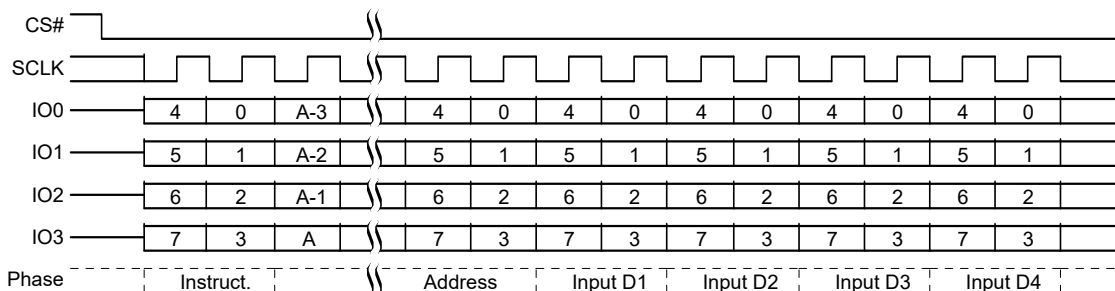 CS#
SCLK
IO0 4 0 A-3 4 0 4 0 4 0 4 0 4 0
IO1 5 1 A-2 5 1 5 1 5 1 5 1 5 1
IO2 6 2 A-1 6 2 6 2 6 2 6 2 6 2
IO3 7 3 A 7 3 7 3 7 3 7 3 7 3
Phase Instruct. Address Input D1 Input D2 Input D3 Input D4